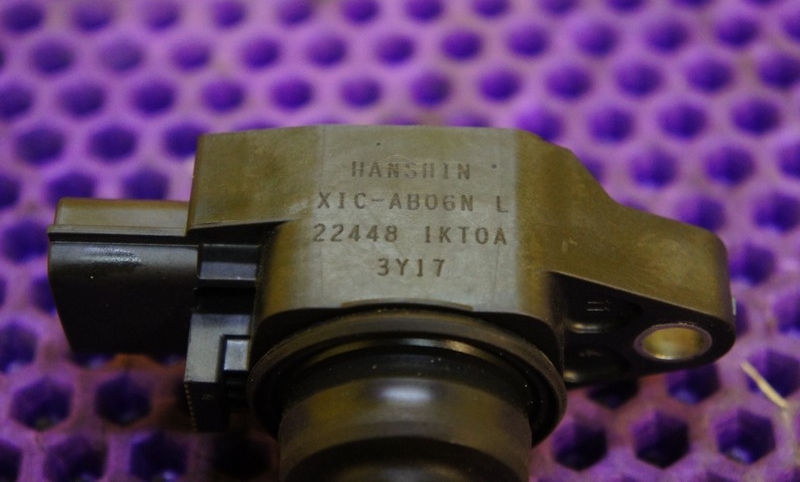 HANSHIN
XIC-AB06N L
22448 1KT0A
3Y17